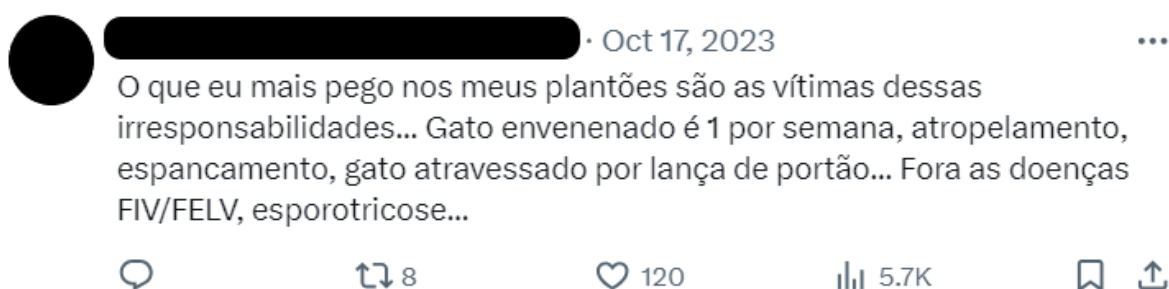 · Oct 17, 2023
O que eu mais pego nos meus plantões são as vítimas dessas
irresponsabilidades... Gato envenenado é 1 por semana, atropelamento,
espancamento, gato atravessado por lança de portão... Fora as doenças
FIV/FELV, esporotricose...
8 120 5.7K